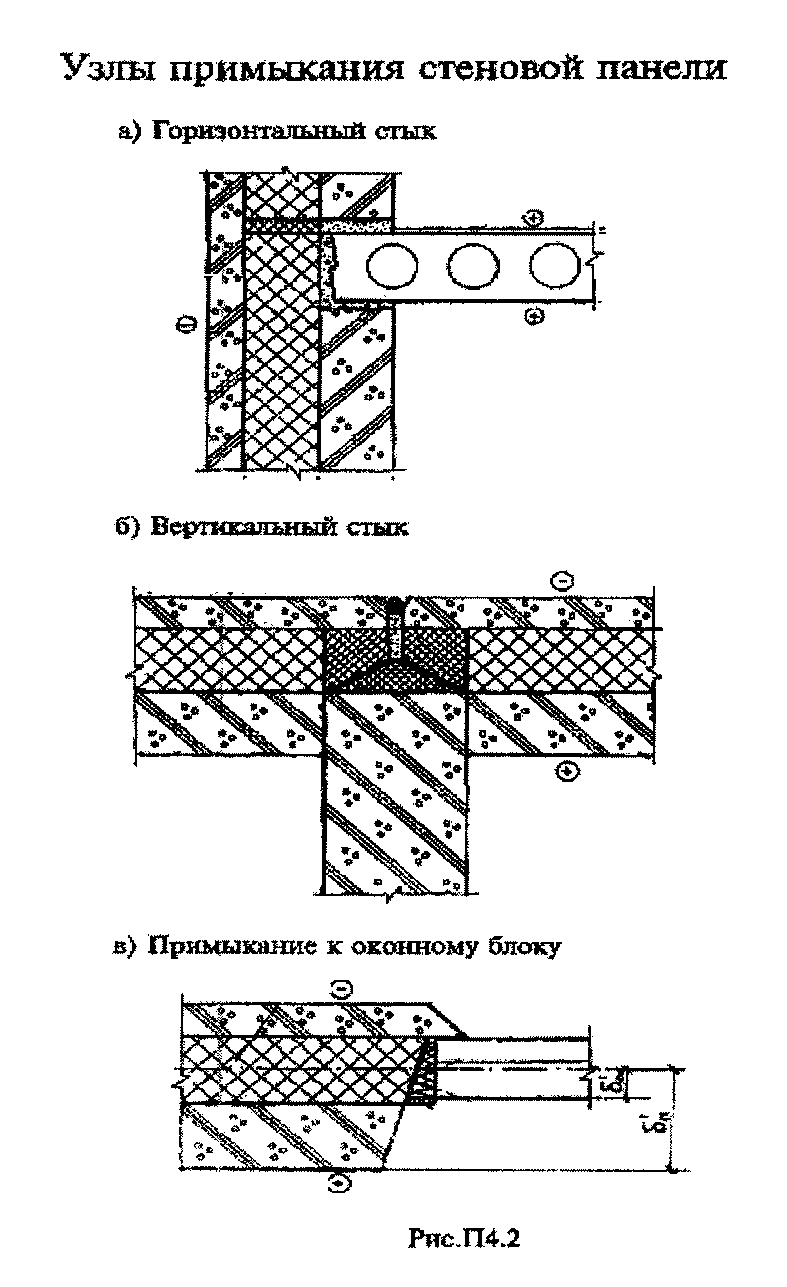 Узлы примыкания стеновой панели
а) Горизонтальный стык
б) Вертикальный стык
в) Примыкание к оконному блоку
δ'п
Рис.П4.2